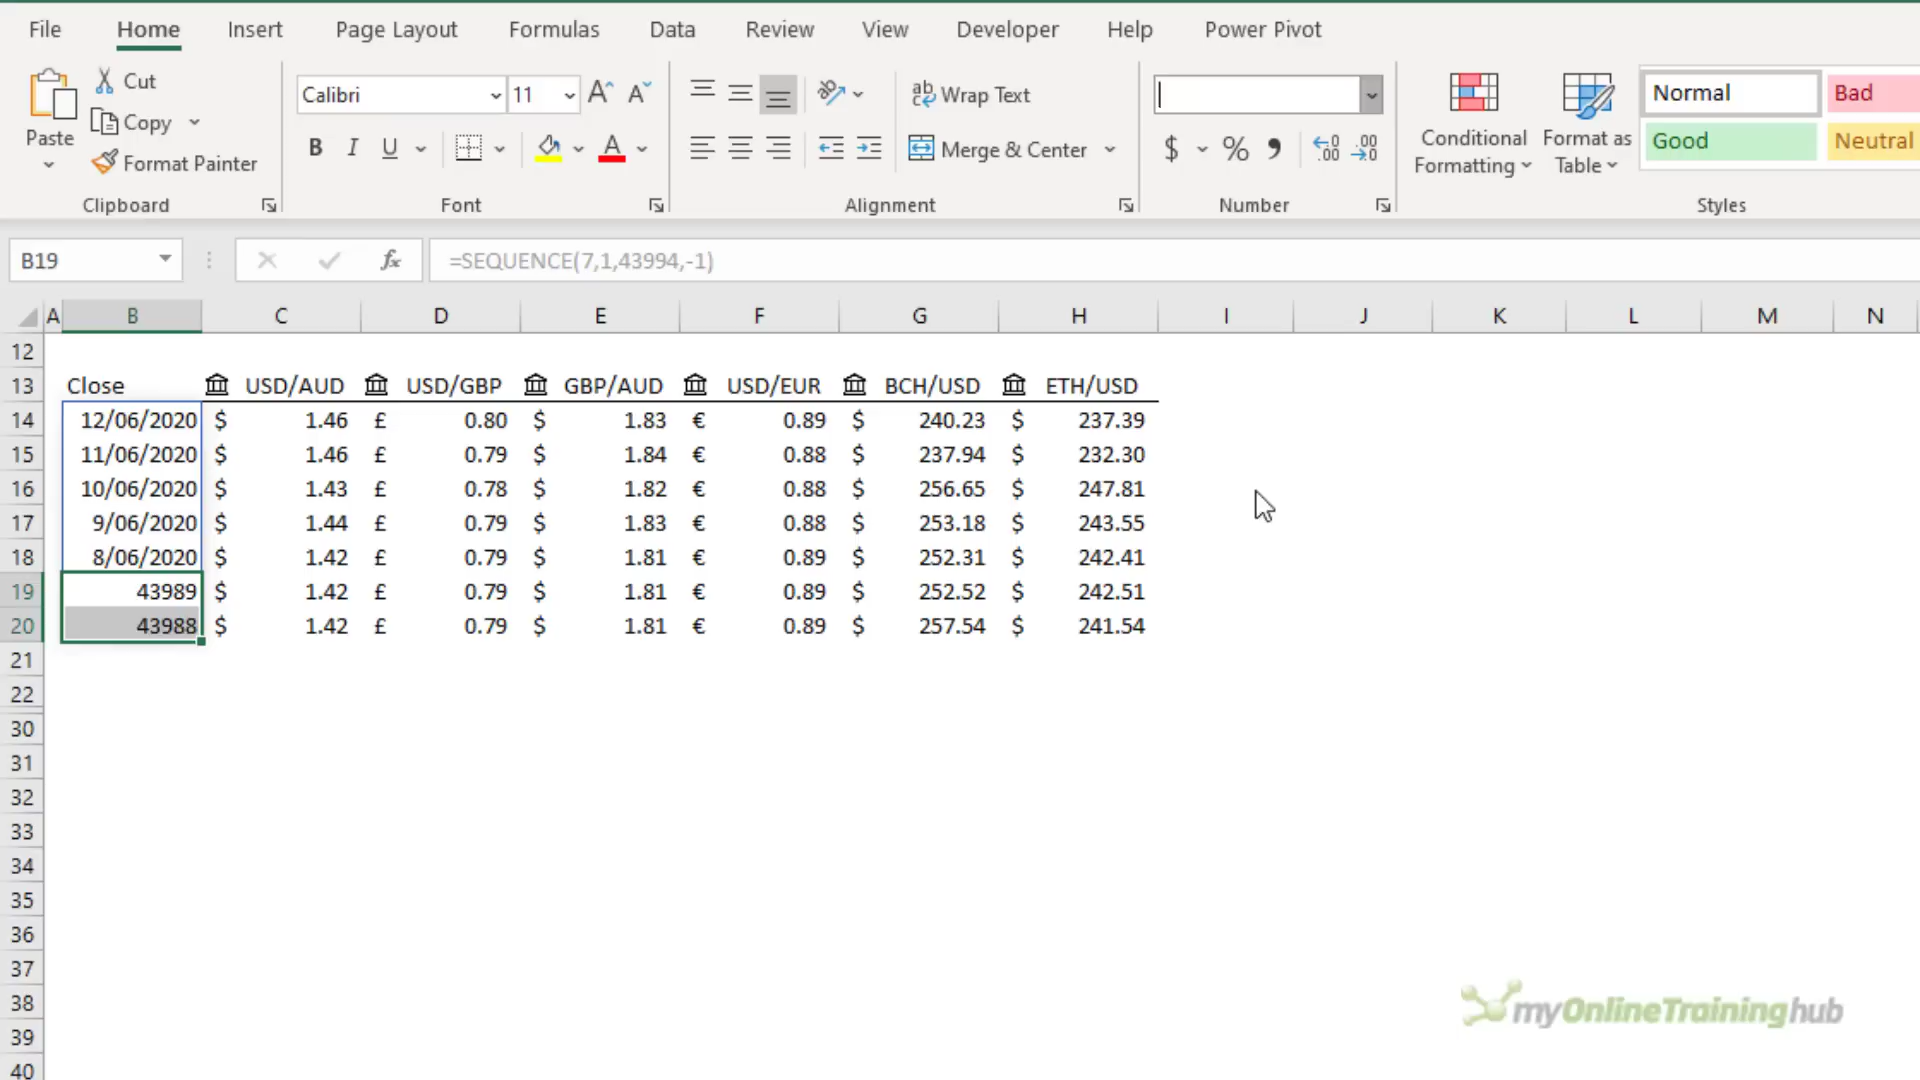 File Home Insert Page Layout Formulas Data Review View Developer Help Power Pivot
Cut
Copy
Format Painter
Paste
Clipboard
Calibri 11 A A
B I U A
Font
ab Wrap Text
Merge & Center
Alignment
$ % , .00 .00
Number
Conditional Formatting
Format as Table
Normal Bad
Good Neutral
Styles
B19 fx =SEQUENCE(7,1,43994,-1)
A B C D E F G H I J K L M N
12
13 Close USD/AUD USD/GBP GBP/AUD USD/EUR BCH/USD ETH/USD
14 12/06/2020 $ 1.46 £ 0.80 $ 1.83 € 0.89 $ 240.23 $ 237.39
15 11/06/2020 $ 1.46 £ 0.79 $ 1.84 € 0.88 $ 237.94 $ 232.30
16 10/06/2020 $ 1.43 £ 0.78 $ 1.82 € 0.88 $ 256.65 $ 247.81
17 9/06/2020 $ 1.44 £ 0.79 $ 1.83 € 0.88 $ 253.18 $ 243.55
18 8/06/2020 $ 1.42 £ 0.79 $ 1.81 € 0.89 $ 252.31 $ 242.41
19 43989 $ 1.42 £ 0.79 $ 1.81 € 0.89 $ 252.52 $ 242.51
20 43988 $ 1.42 £ 0.79 $ 1.81 € 0.89 $ 257.54 $ 241.54
21
22
30
31
32
33
34
35
36
37
38
39
40
myOnlineTraininghub